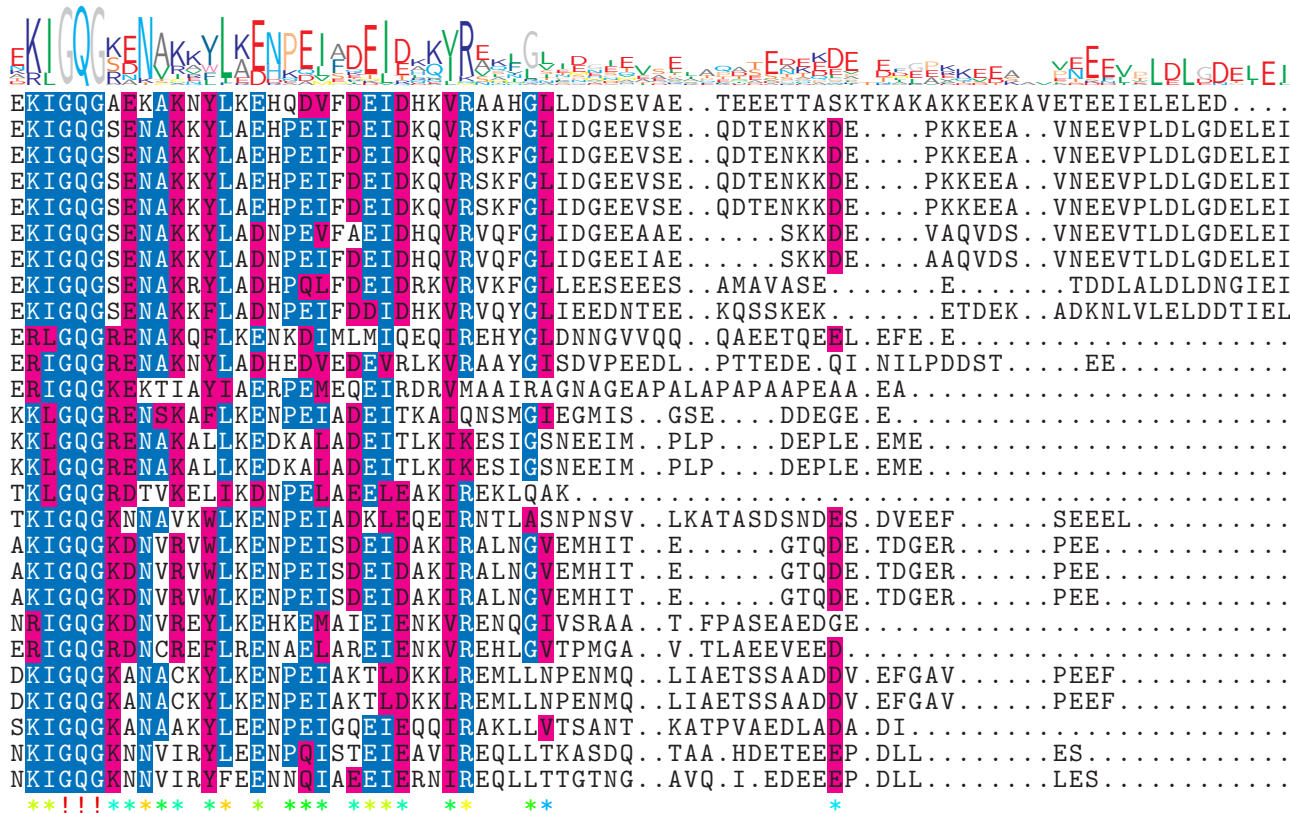 EKIGQGKENAKKYLKENPEIADEIDKKYR
EKIGQGAEKAKNYLKEHQDVFDEIDHKVRAAHGLLDDSEVAE..TEEETTASKTKAKAKKEEKAVETEEIELELED....
EKIGQGSENAKKYLAEHPEIFDEIDKQVRSKFGLIDGEEVSE..QDTENKKDE....PKKEEA..VNEEVPLDLGDELEI
EKIGQGSENAKKYLAEHPEIFDEIDKQVRSKFGLIDGEEVSE..QDTENKKDE....PKKEEA..VNEEVPLDLGDELEI
EKIGQGSENAKKYLAEHPEIFDEIDKQVRSKFGLIDGEEVSE..QDTENKKDE....PKKEEA..VNEEVPLDLGDELEI
EKIGQGSENAKKYLAEHPEIFDEIDKQVRSKFGLIDGEEVSE..QDTENKKDE....PKKEEA..VNEEVPLDLGDELEI
EKIGQGSENAKKYLADNPEVFAEIDHQVRVQFGLIDGEEAAE......SKKDE....VAQVDS..VNEEVTLDLGDELEI
EKIGQGSENAKKYLADNPEIFDEIDHQVRVQFGLIDGEEIAE......SKKDE....AAQVDS..VNEEVTLDLGDELEI
EKIGQGSENAKRYLADHPQLFDEIDRKVRVKFGLLEESEEES..AMAVASE.......E.......TDDLALDLDNGIEI
EKIGQGSENAKKFLADNPEIFDDIDHKVRVQYGLIEEDNTEE..KQSSKEK.......ETDEK..ADKNLVLELDDTIEL
ERLGQGRENAKQFLKENKDIMLMIQEQIREHYGLDNNGVVQQ..QAEETQEEL.EFE.E.....................
ERIGQGRENAKNYLADHEDVEDEVRLKVRAAYGISDVPEEDL..PTTEDE.QI.NILPDDST.....EE...........
ERIGQGKEKTIAYIAERPEMEQEIRDRVMAAIRAGNAGEAPALAPAPAAPEAA.EA........................
KKLGQGRENSKAFLKENPEIADEITKAIQNSMGIEGMIS..GSE....DDEGE.E.........................
KKLGQGRENAKALLKEDKALADEITLKIKESIGSNEEIM..PLP....DEPLE.EME.......................
KKLGQGRENAKALLKEDKALADEITLKIKESIGSNEEIM..PLP....DEPLE.EME.......................
TKLGQGRDTVKELIKDNPELAEELEAKIREKLQAK.............................................
TKIGQGKNNAVKWLKENPEIADKLEQEIRNTLASNPNSV..LKATASDSNDES.DVEEF......SEEEL..........
AKIGQGKDNVRVWLKENPEISDEIDAKIRALNGVEMHIT..E......GTQDE.TDGER......PEE............
AKIGQGKDNVRVWLKENPEISDEIDAKIRALNGVEMHIT..E......GTQDE.TDGER......PEE............
AKIGQGKDNVRVWLKENPEISDEIDAKIRALNGVEMHIT..E......GTQDE.TDGER......PEE............
NRIGQGKDNVREYLKEHKEMAIEIENKVRENQGIVSRAA..T.FPASEAEDGE...........................
ERIGQGRDNCREFLRENAELAREIENKVREHLGVTPMGA..V.TLAEEVEED............................
DKIGQGKANACKYLKENPEIAKTLDKKLREMLLNPENMQ..LIAETSSAADDV.EFGAV......PEEF...........
DKIGQGKANACKYLKENPEIAKTLDKKLREMLLNPENMQ..LIAETSSAADDV.EFGAV......PEEF...........
SKIGQGKANAAKYLEENPEIGQEIEQQIRAKLLVTSANT..KATPVAEDLADA.DI........................
NKIGQGKNNVIRYLEENPQISTEIEAVIREQLLTKASDQ..TAA.HDETEEEP.DLL........ES.............
NKIGQGKNNVIRYFEENNQIAEEIERNIREQLLTTGTNG..AVQ.I.EDEEEP.DLL........LES............
**!!!***** ** * *** **** ** ** *